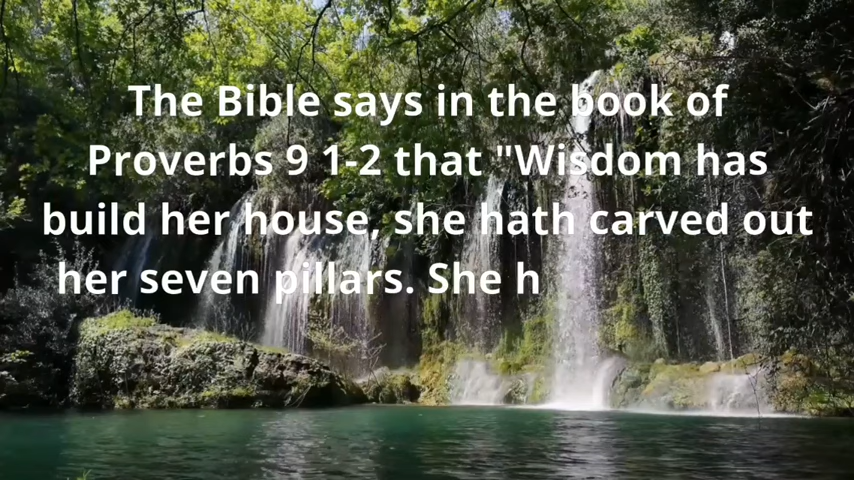 The Bible says in the book of
Proverbs 9 1-2 that "Wisdom has
build her house, she hath carved out
her seven pillars. She h